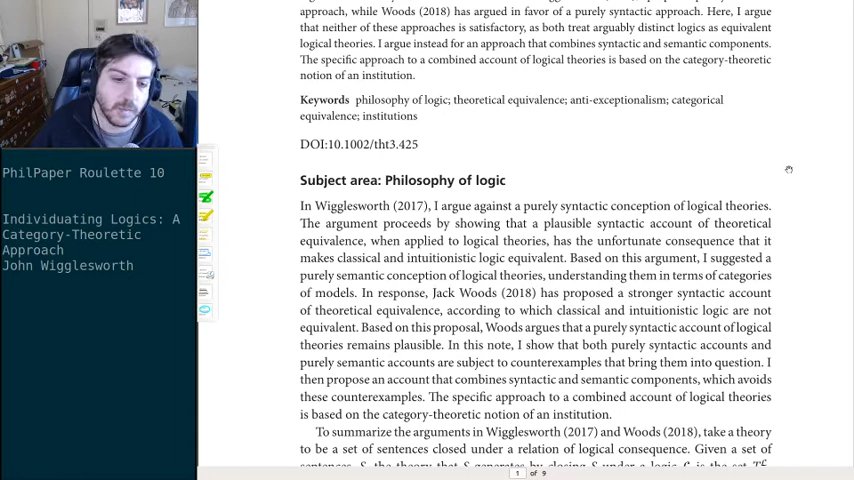 approach, while Woods (2018) has argued in favor of a purely syntactic approach. Here, I argue
that neither of these approaches is satisfactory, as both treat arguably distinct logics as equivalent
logical theories. I argue instead for an approach that combines syntactic and semantic components.
The specific approach to a combined account of logical theories is based on the category-theoretic
notion of an institution.
Keywords philosophy of logic; theoretical equivalence; anti-exceptionalism; categorical
equivalence; institutions
DOI:10.1002/tht3.425
Subject area: Philosophy of logic
In Wigglesworth (2017), I argue against a purely syntactic conception of logical theories.
The argument proceeds by showing that a plausible syntactic account of theoretical
equivalence, when applied to logical theories, has the unfortunate consequence that it
makes classical and intuitionistic logic equivalent. Based on this argument, I suggested a
purely semantic conception of logical theories, understanding them in terms of categories
of models. In response, Jack Woods (2018) has proposed a stronger syntactic account
of theoretical equivalence, according to which classical and intuitionistic logic are not
equivalent. Based on this proposal, Woods argues that a purely syntactic account of logical
theories remains plausible. In this note, I show that both purely syntactic accounts and
purely semantic accounts are subject to counterexamples that bring them into question. I
then propose an account that combines syntactic and semantic components, which avoids
these counterexamples. The specific approach to a combined account of logical theories
is based on the category-theoretic notion of an institution.
To summarize the arguments in Wigglesworth (2017) and Woods (2018), take a theory
to be a set of sentences closed under a relation of logical consequence. Given a set of
PhilPaper Roulette 10
Individuating Logics: A
Category-Theoretic
Approach
John Wigglesworth
1 of 9